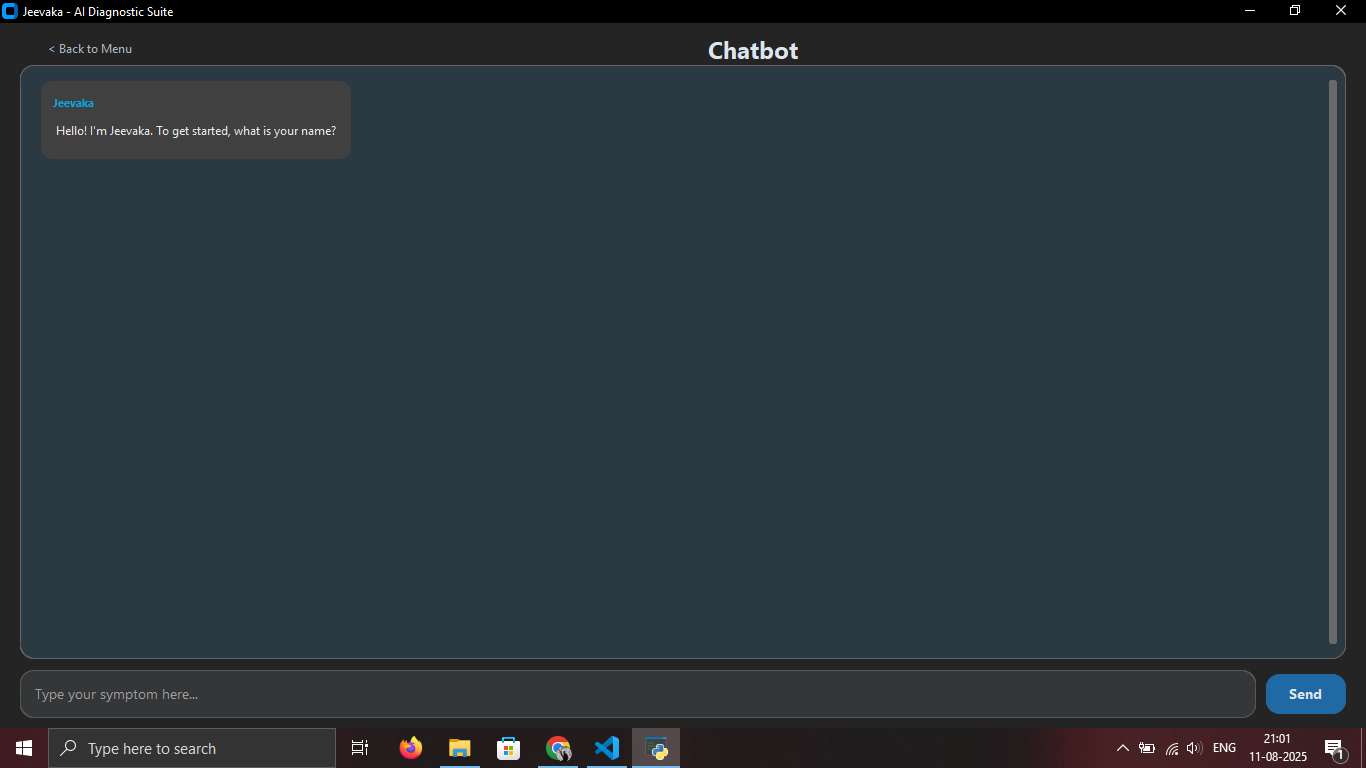 Jeevaka - AI Diagnostic Suite
< Back to Menu
Chatbot
Jeevaka
Hello! I'm Jeevaka. To get started, what is your name?
Type your symptom here...
Send
Type here to search
ENG
21:01
11-08-2025
1